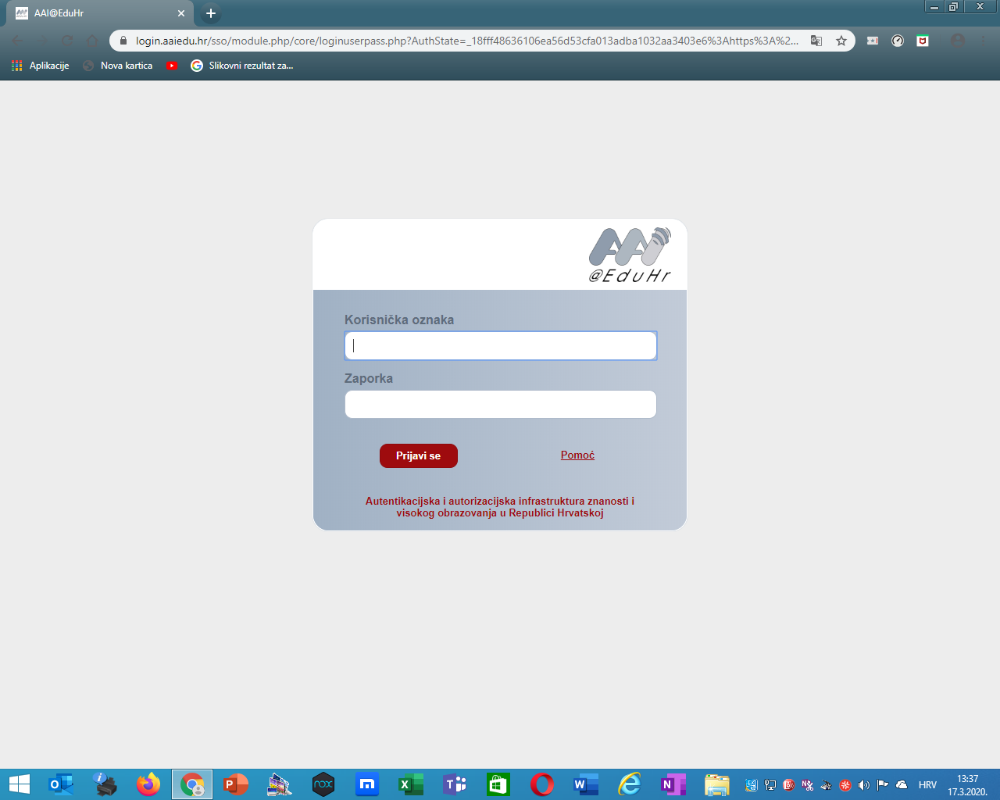 AAI@EduHr
login.aaiedu.hr/sso/module.php/core/loginuserpass.php?AuthState=_18fff48636106ea56d53cfa013adba1032aa3403e6%3Ahttps%3A%2...
Aplikacije
Nova kartica
Slikovni rezultat za...
AAI
@EduHr
Korisnička oznaka
Zaporka
Prijavi se
Pomoć
Autentikacijska i autorizacijska infrastruktura znanosti i
visokog obrazovanja u Republici Hrvatskoj
HRV
13:37
17.3.2020.